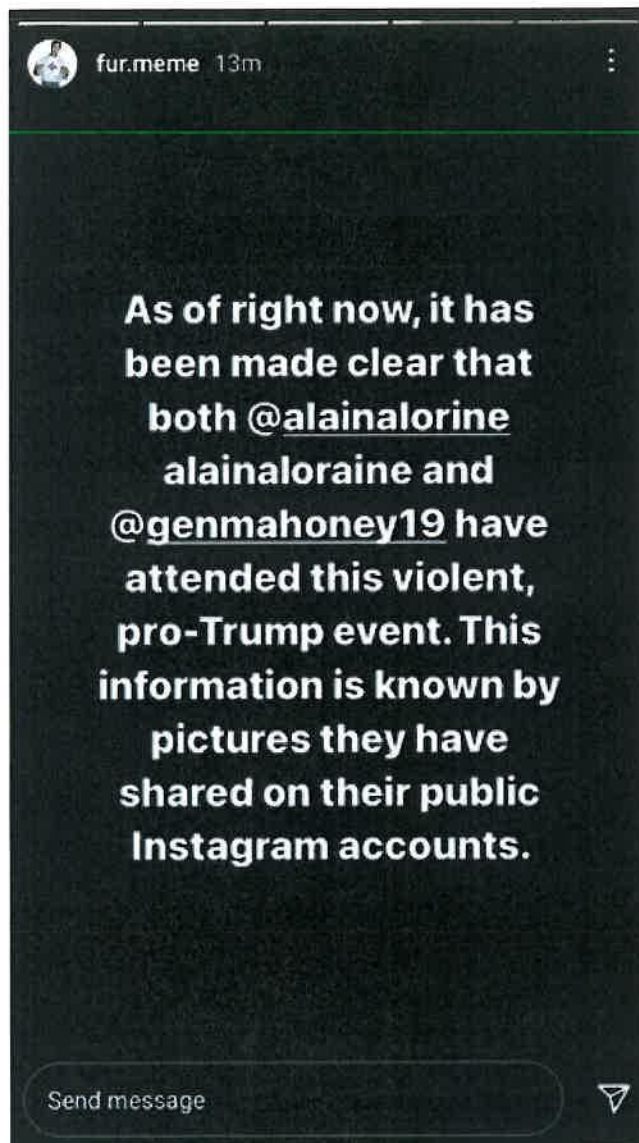 fur.meme 13m
As of right now, it has
been made clear that
both @alainalorine
alainaloraine and
@genmahoney19 have
attended this violent,
pro-Trump event. This
information is known by
pictures they have
shared on their public
Instagram accounts.
Send message